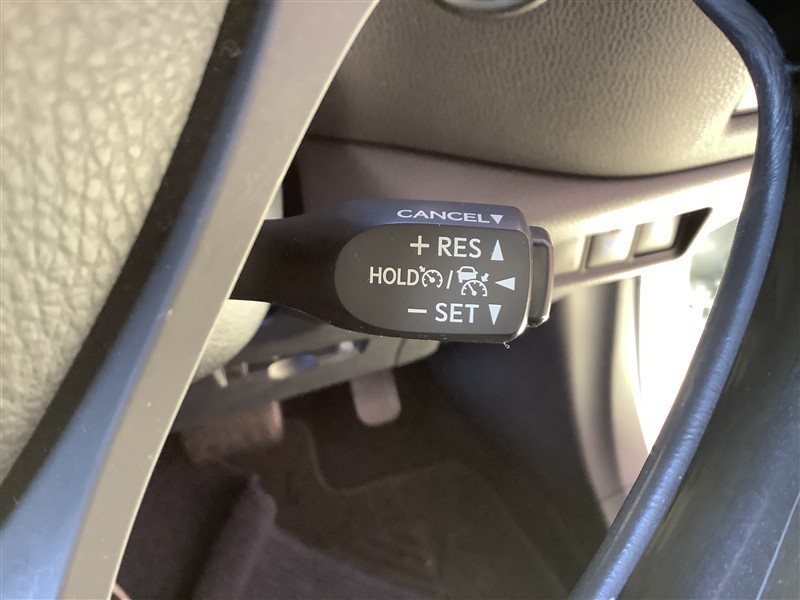 CANCEL▼
+ RES ▲
HOLD / ◀
− SET ▼